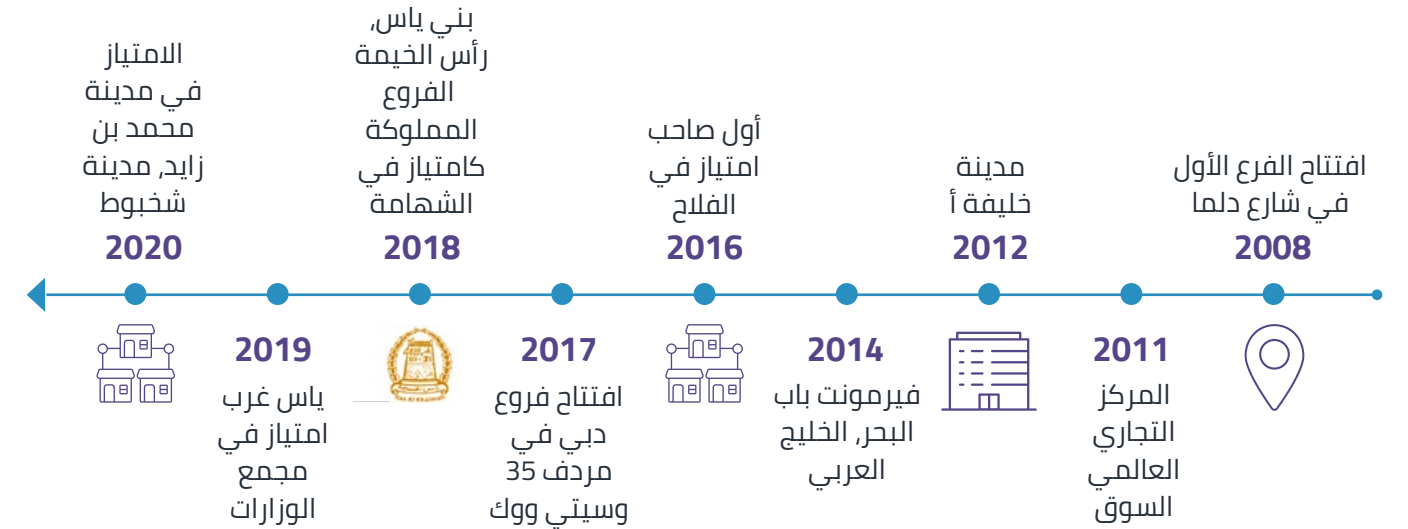 افتتاح الفرع الأول
في شارع دلما
2008
2011
المركز
التجاري
العالمي
السوق
مدينة
خليفة أ
2012
2014
فيرمونت باب
البحر, الخليج
العربي
أول صاحب
امتياز في
الفلاح
2016
2017
افتتاح فروع
دبي في
مردف 35
وسيتي ووك
بني ياس,
رأس الخيمة
الفروع
المملوكة
كامتياز في
الشهامة
2018
Ras Al Khaimah
2019
ياس غرب
امتياز في
مجمع
الوزارات
الامتياز
في مدينة
محمد بن
زايد, مدينة
شخبوط
2020